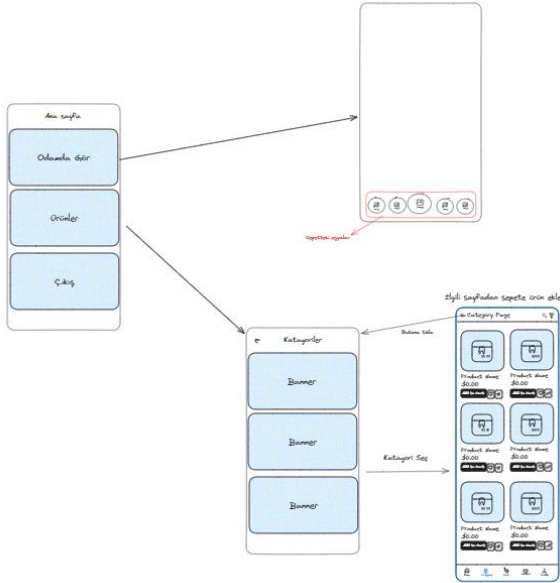 Ana sayfa
Odamda Gör
Ürünler
Çıkış
Sepetteki eşyalar
Kategoriler
Banner
Banner
Banner
Kategori Seç
İlgili sayfadan sepete ürün ekle
Category Page
Product Name
$0.00
Product Name
$0.00
Product Name
$0.00
Product Name
$0.00
Product Name
$0.00
Product Name
$0.00